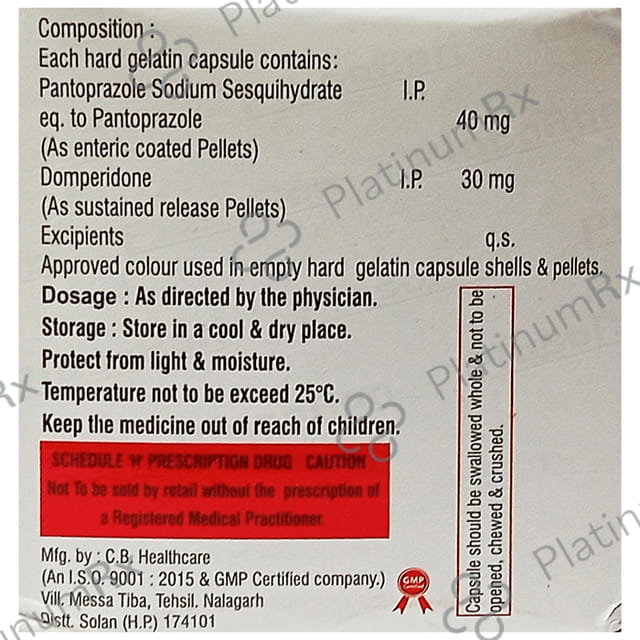 Composition :
Each hard gelatin capsule contains:
Pantoprazole Sodium Sesquihydrate I.P.
eq. to Pantoprazole 40 mg
(As enteric coated Pellets)
Domperidone I.P. 30 mg
(As sustained release Pellets)
Excipients q.s.
Approved colour used in empty hard gelatin capsule shells & pellets.
Dosage : As directed by the physician.
Storage : Store in a cool & dry place.
Protect from light & moisture.
Temperature not to be exceed 25°C.
Keep the medicine out of reach of children.
SCHEDULE 'H' PRESCRIPTION DRUG CAUTION
Not To be sold by retail without the prescription of
a Registered Medical Practitioner.
Mfg. by : C.B. Healthcare
(An I.S.O. 9001 : 2015 & GMP Certified company.)
Vill. Messa Tiba, Tehsil. Nalagarh
Distt. Solan (H.P.) 174101
GMP
Capsule should be swallowed whole & not to be
opened, chewed & crushed.
PlatinumRx
PlatinumRx
PlatinumRx